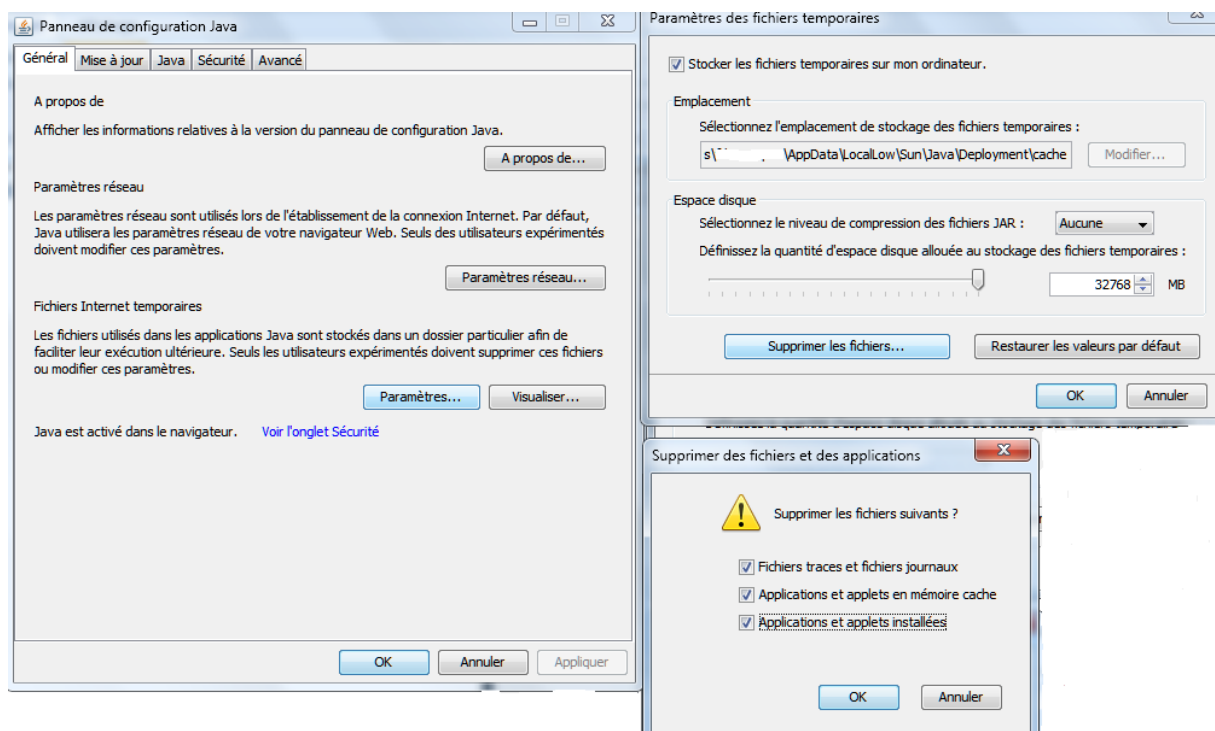 Panneau de configuration Java
Général Mise à jour Java Sécurité Avancé
A propos de
Afficher les informations relatives à la version du panneau de configuration Java.
A propos de...
Paramètres réseau
Les paramètres réseau sont utilisés lors de l'établissement de la connexion Internet. Par défaut,
Java utilisera les paramètres réseau de votre navigateur Web. Seuls des utilisateurs expérimentés
doivent modifier ces paramètres.
Paramètres réseau...
Fichiers Internet temporaires
Les fichiers utilisés dans les applications Java sont stockés dans un dossier particulier afin de
faciliter leur exécution ultérieure. Seuls les utilisateurs expérimentés doivent supprimer ces fichiers
ou modifier ces paramètres.
Paramètres... Visualiser...
Java est activé dans le navigateur. Voir l'onglet Sécurité
OK Annuler Appliquer
Paramètres des fichiers temporaires
Stocker les fichiers temporaires sur mon ordinateur.
Emplacement
Sélectionnez l'emplacement de stockage des fichiers temporaires :
s\ \AppData\LocalLow\Sun\Java\Deployment\cache Modifier...
Espace disque
Sélectionnez le niveau de compression des fichiers JAR : Aucune
Définissez la quantité d'espace disque allouée au stockage des fichiers temporaires :
32768 MB
Supprimer les fichiers... Restaurer les valeurs par défaut
OK Annuler
Supprimer des fichiers et des applications
Supprimer les fichiers suivants ?
Fichiers traces et fichiers journaux
Applications et applets en mémoire cache
Applications et applets installées
OK Annuler